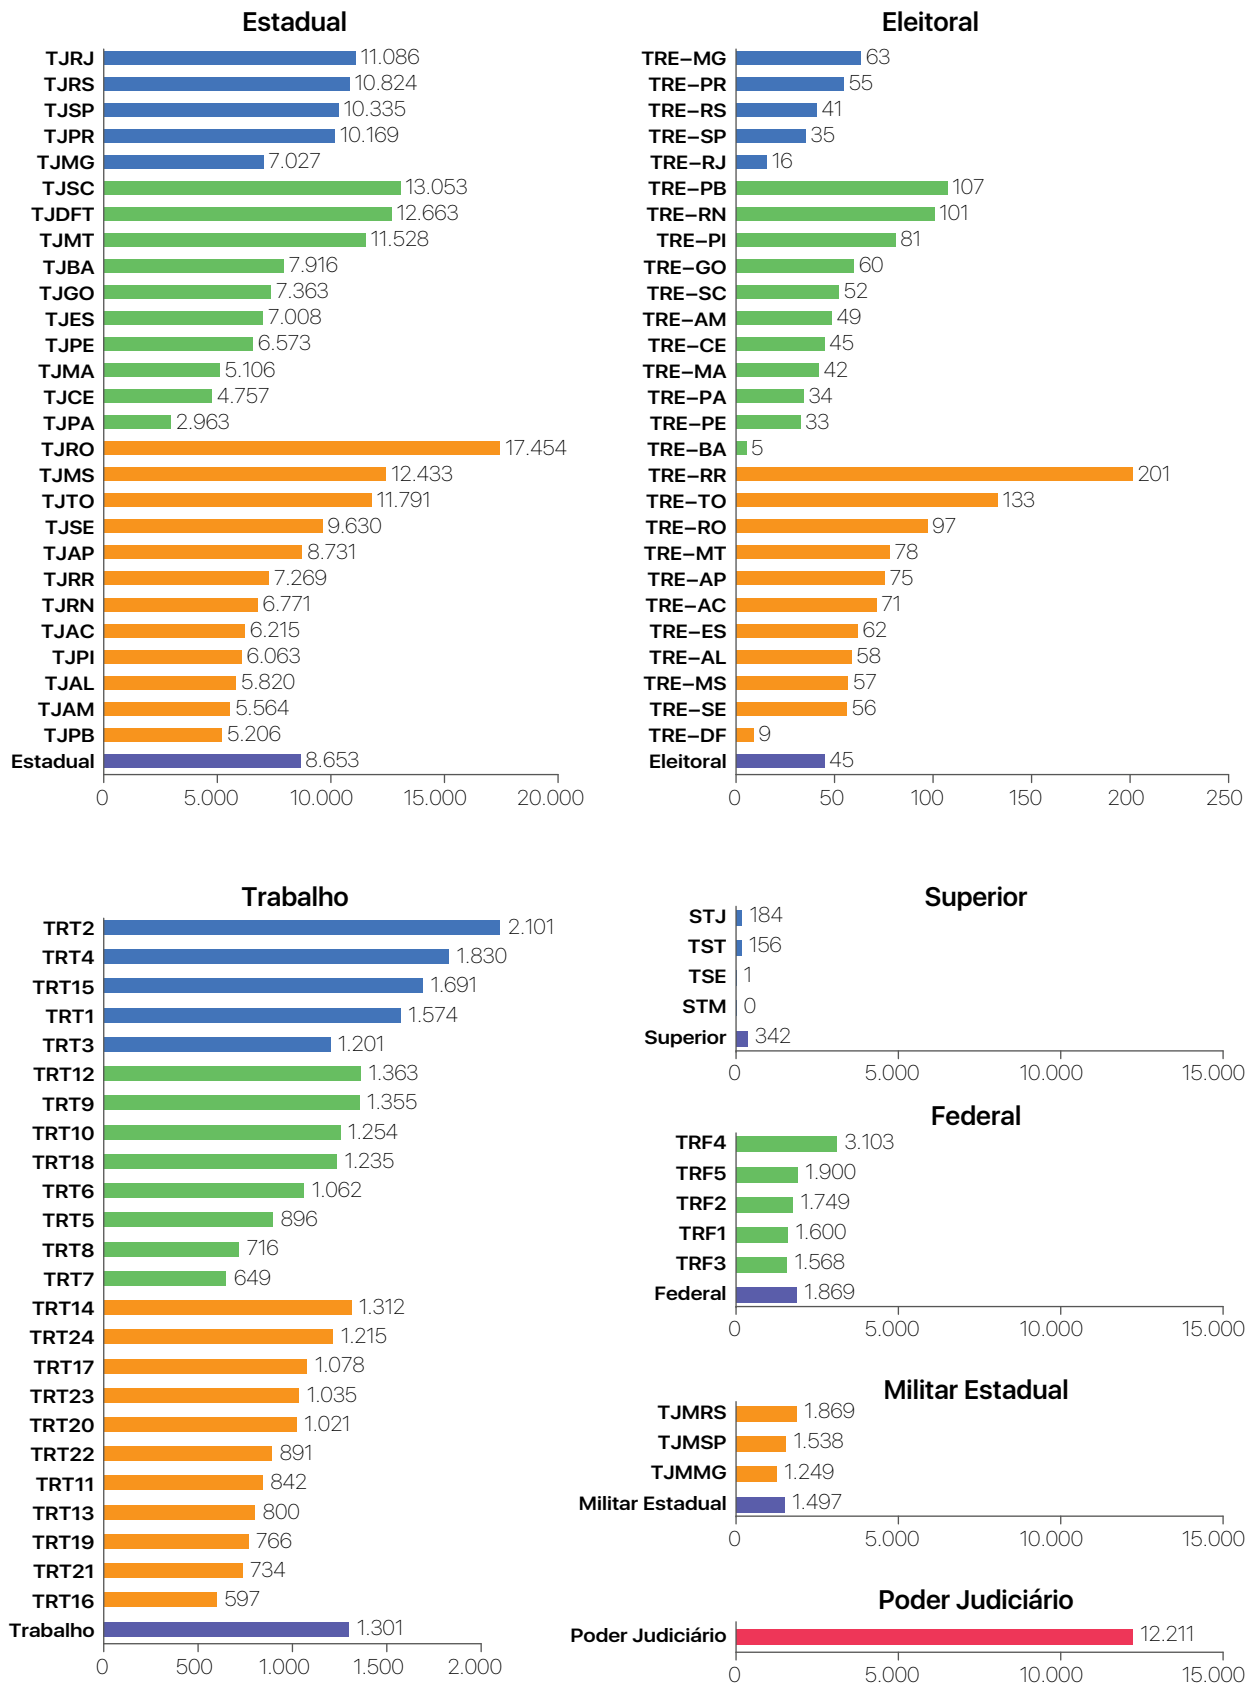 Estadual
TJRJ 11.086
TJRS 10.824
TJSP 10.335
TJPR 10.169
TJMG 7.027
TJSC 13.053
TJDFT 12.663
TJMT 11.528
TJBA 7.916
TJGO 7.363
TJES 7.008
TJPE 6.573
TJMA 5.106
TJCE 4.757
TJPA 2.963
TJRO 17.454
TJMS 12.433
TJTO 11.791
TJSE 9.630
TJAP 8.731
TJRR 7.269
TJRN 6.771
TJAC 6.215
TJPI 6.063
TJAL 5.820
TJAM 5.564
TJPB 5.206
Estadual 8.653
0 5.000 10.000 15.000 20.000
Eleitoral
TRE–MG 63
TRE–PR 55
TRE–RS 41
TRE–SP 35
TRE–RJ 16
TRE–PB 107
TRE–RN 101
TRE–PI 81
TRE–GO 60
TRE–SC 52
TRE–AM 49
TRE–CE 45
TRE–MA 42
TRE–PA 34
TRE–PE 33
TRE–BA 5
TRE–RR 201
TRE–TO 133
TRE–RO 97
TRE–MT 78
TRE–AP 75
TRE–AC 71
TRE–ES 62
TRE–AL 58
TRE–MS 57
TRE–SE 56
TRE–DF 9
Eleitoral 45
0 50 100 150 200 250
Trabalho
TRT2 2.101
TRT4 1.830
TRT15 1.691
TRT1 1.574
TRT3 1.201
TRT12 1.363
TRT9 1.355
TRT10 1.254
TRT18 1.235
TRT6 1.062
TRT5 896
TRT8 716
TRT7 649
TRT14 1.312
TRT24 1.215
TRT17 1.078
TRT23 1.035
TRT20 1.021
TRT22 891
TRT11 842
TRT13 800
TRT19 766
TRT21 734
TRT16 597
Trabalho 1.301
0 500 1.000 1.500 2.000
Superior
STJ 184
TST 156
TSE 1
STM 0
Superior 342
0 5.000 10.000 15.000
Federal
TRF4 3.103
TRF5 1.900
TRF2 1.749
TRF1 1.600
TRF3 1.568
Federal 1.869
0 5.000 10.000 15.000
Militar Estadual
TJMRS 1.869
TJMSP 1.538
TJMMG 1.249
Militar Estadual 1.497
0 5.000 10.000 15.000
Poder Judiciário
Poder Judiciário 12.211
0 5.000 10.000 15.000